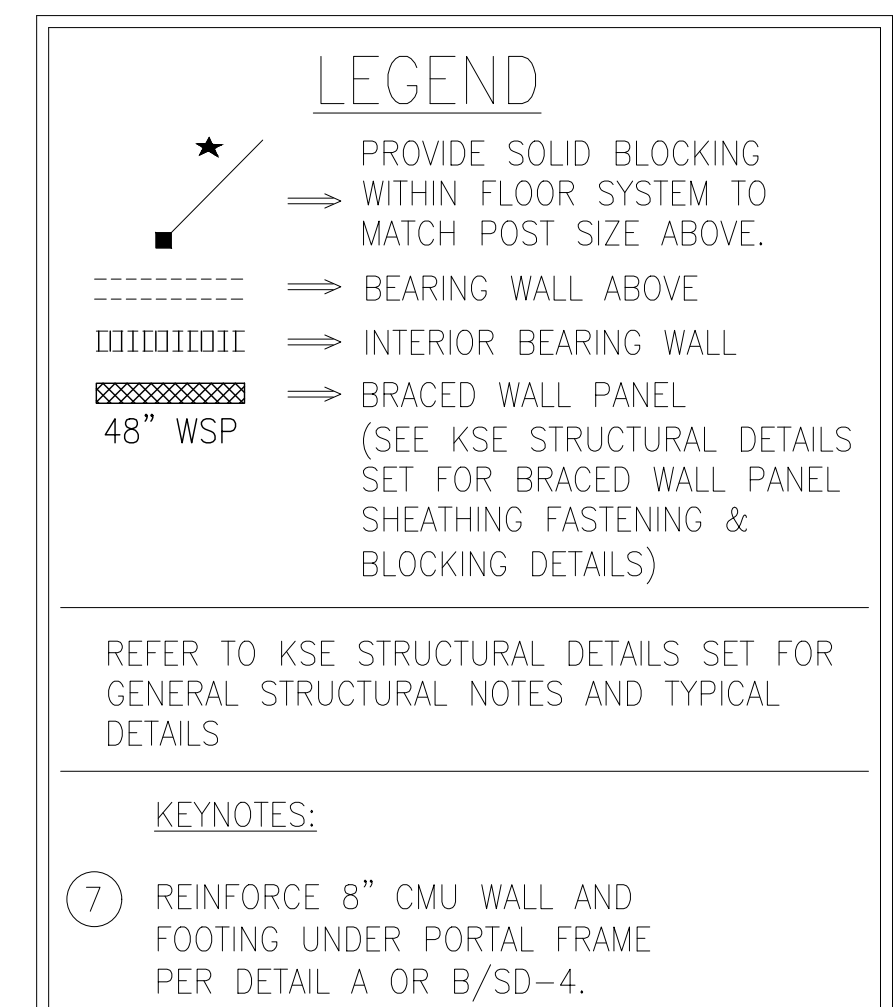 LEGEND
PROVIDE SOLID BLOCKING
WITHIN FLOOR SYSTEM TO
MATCH POST SIZE ABOVE.
BEARING WALL ABOVE
INTERIOR BEARING WALL
BRACED WALL PANEL
48” WSP
(SEE KSE STRUCTURAL DETAILS
SET FOR BRACED WALL PANEL
SHEATHING FASTENING &
BLOCKING DETAILS)
REFER TO KSE STRUCTURAL DETAILS SET FOR
GENERAL STRUCTURAL NOTES AND TYPICAL
DETAILS
KEYNOTES:
7 REINFORCE 8” CMU WALL AND
FOOTING UNDER PORTAL FRAME
PER DETAIL A OR B/SD-4.